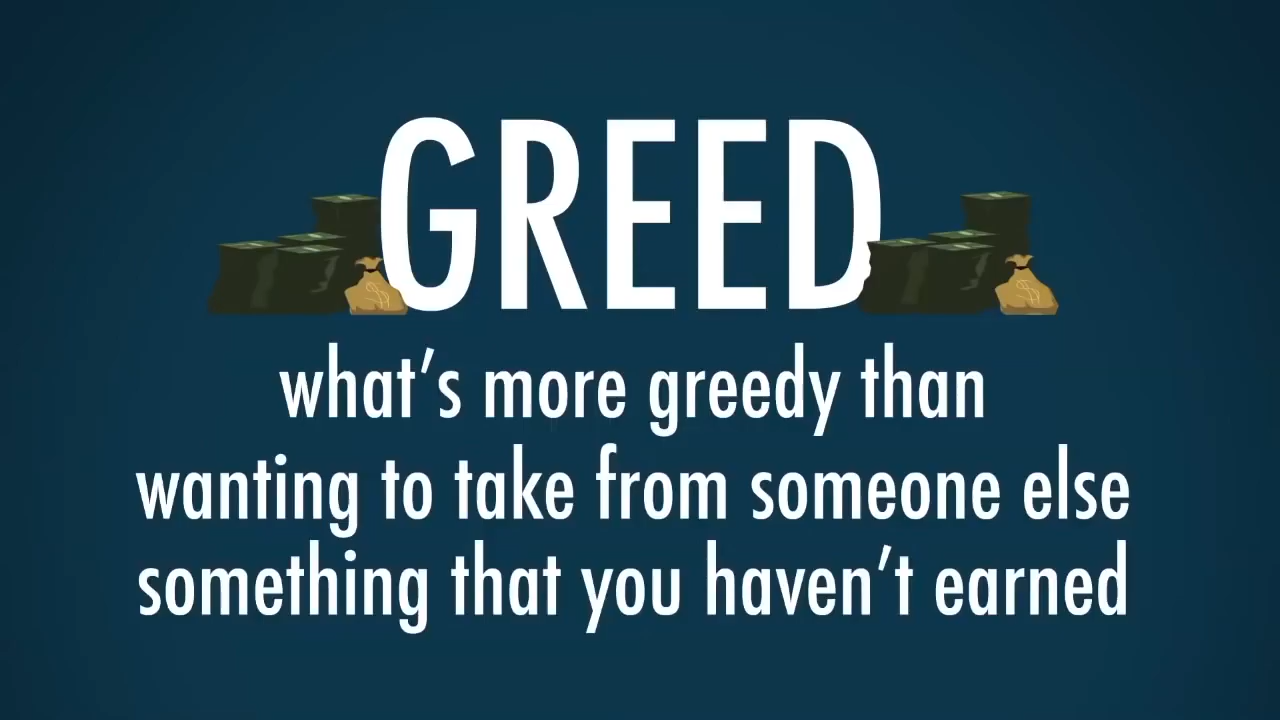 GREED
what's more greedy than
wanting to take from someone else
something that you haven't earned